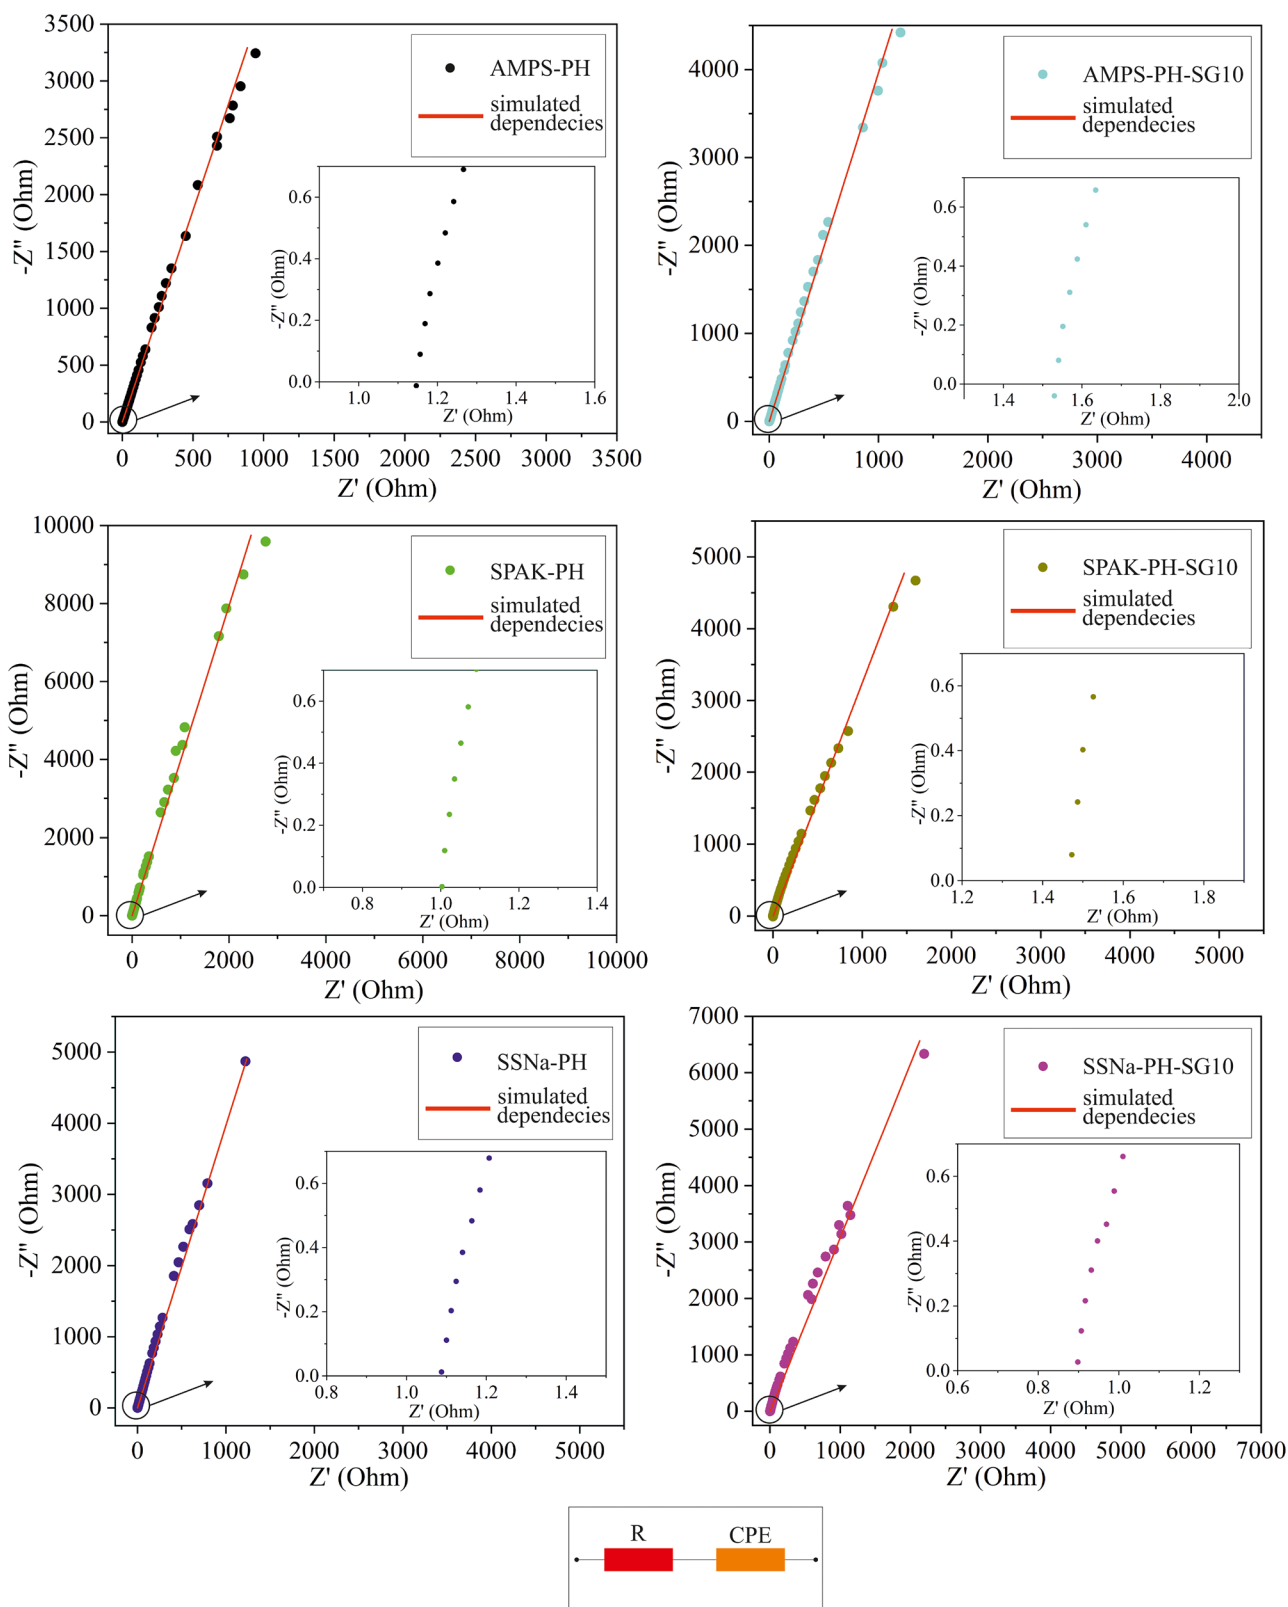 3500
3000
2500
2000
1500
1000
500
0
-Z" (Ohm)
AMPS-PH
simulated
dependecies
0.6
0.4
0.2
0.0
-Z" (Ohm)
1.0 1.2 1.4 1.6
Z' (Ohm)
0 500 1000 2000 2500 3000 3500
Z' (Ohm)
4000
3000
2000
1000
0
-Z" (Ohm)
AMPS-PH-SG10
simulated
dependecies
0.6
0.4
0.2
0.0
-Z" (Ohm)
1.4 1.6 1.8 2.0
Z' (Ohm)
0 1000 2000 3000 4000
Z' (Ohm)
10000
8000
6000
4000
2000
0
-Z" (Ohm)
SPAK-PH
simulated
dependecies
0.6
0.4
0.2
0.0
-Z" (Ohm)
0.8 1.0 1.2 1.4
Z' (Ohm)
0 2000 4000 6000 8000 10000
Z' (Ohm)
5000
4000
3000
2000
1000
0
-Z" (Ohm)
SPAK-PH-SG10
simulated
dependecies
0.6
0.4
0.2
0.0
-Z" (Ohm)
1.2 1.4 1.6 1.8
Z' (Ohm)
0 1000 2000 3000 4000 5000
Z' (Ohm)
5000
4000
3000
2000
1000
0
-Z" (Ohm)
SSNa-PH
simulated
dependecies
0.6
0.4
0.2
0.0
-Z" (Ohm)
0.8 1.0 1.2 1.4
Z' (Ohm)
0 1000 2000 3000 4000 5000
Z' (Ohm)
7000
6000
5000
4000
3000
2000
1000
0
-Z" (Ohm)
SSNa-PH-SG10
simulated
dependecies
0.6
0.4
0.2
0.0
-Z" (Ohm)
0.6 0.8 1.0 1.2
Z' (Ohm)
0 1000 2000 3000 4000 5000 6000 7000
Z' (Ohm)
R CPE